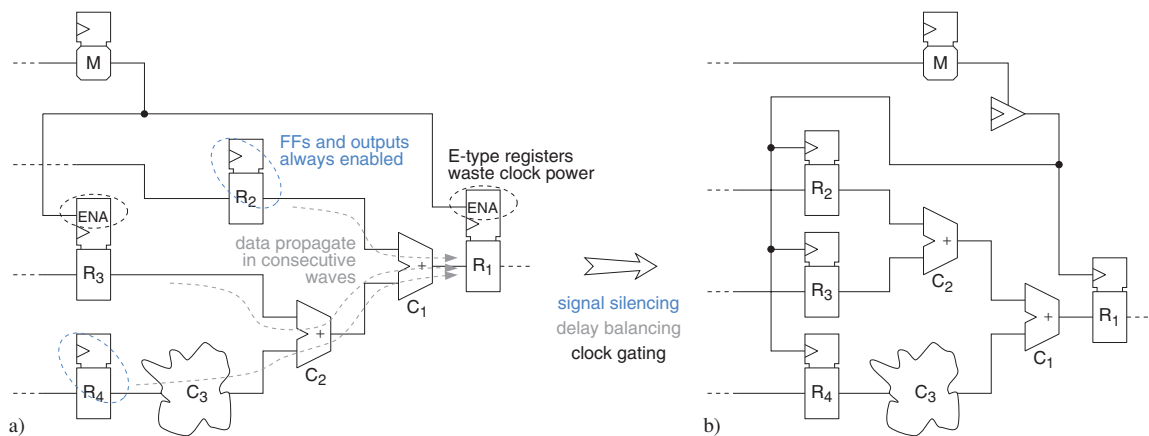 M
FFs and outputs
always enabled
E-type registers
waste clock power
ENA
R2
ENA
data propagate
in consecutive
waves
R3
+
R1
C1
+
C2
R4
C3
a)
signal silencing
delay balancing
clock gating
M
R2
+
R3
C2
+
R1
C1
R4
C3
b)